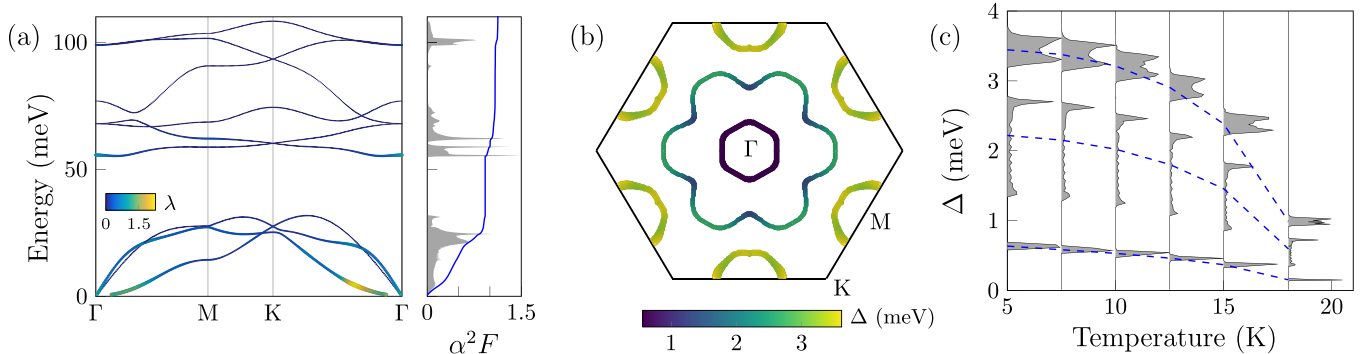 (a)
Energy (meV)
100
50
0
0 1.5 λ
Γ M K Γ
0 1.5
α²F
(b)
Γ
M
K
Δ (meV)
1 2 3
(c)
Δ (meV)
4
3
2
1
0
5 10 15 20
Temperature (K)